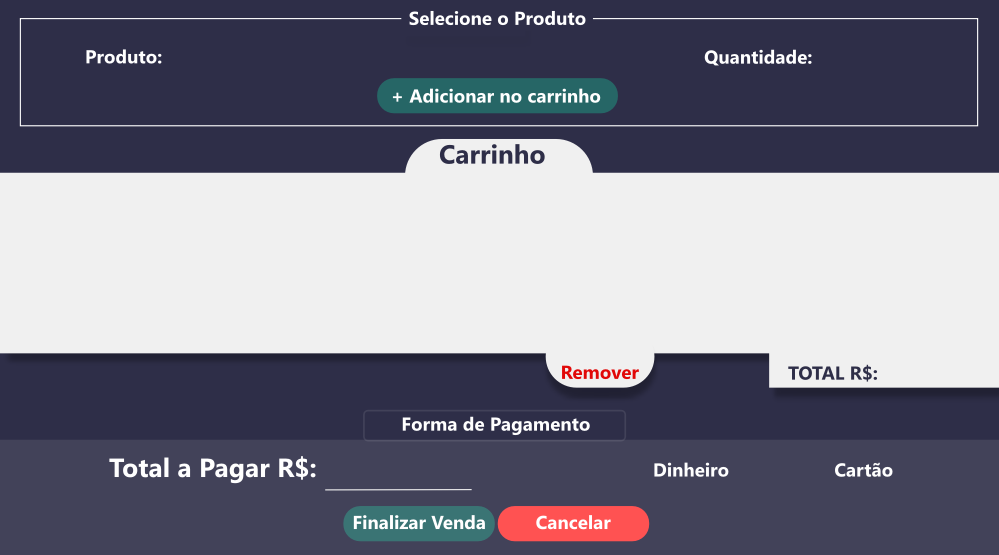 Selecione o Produto
Produto:
Quantidade:
+ Adicionar no carrinho
Carrinho
Remover
TOTAL R$:
Forma de Pagamento
Total a Pagar R$:
Dinheiro
Cartão
Finalizar Venda
Cancelar